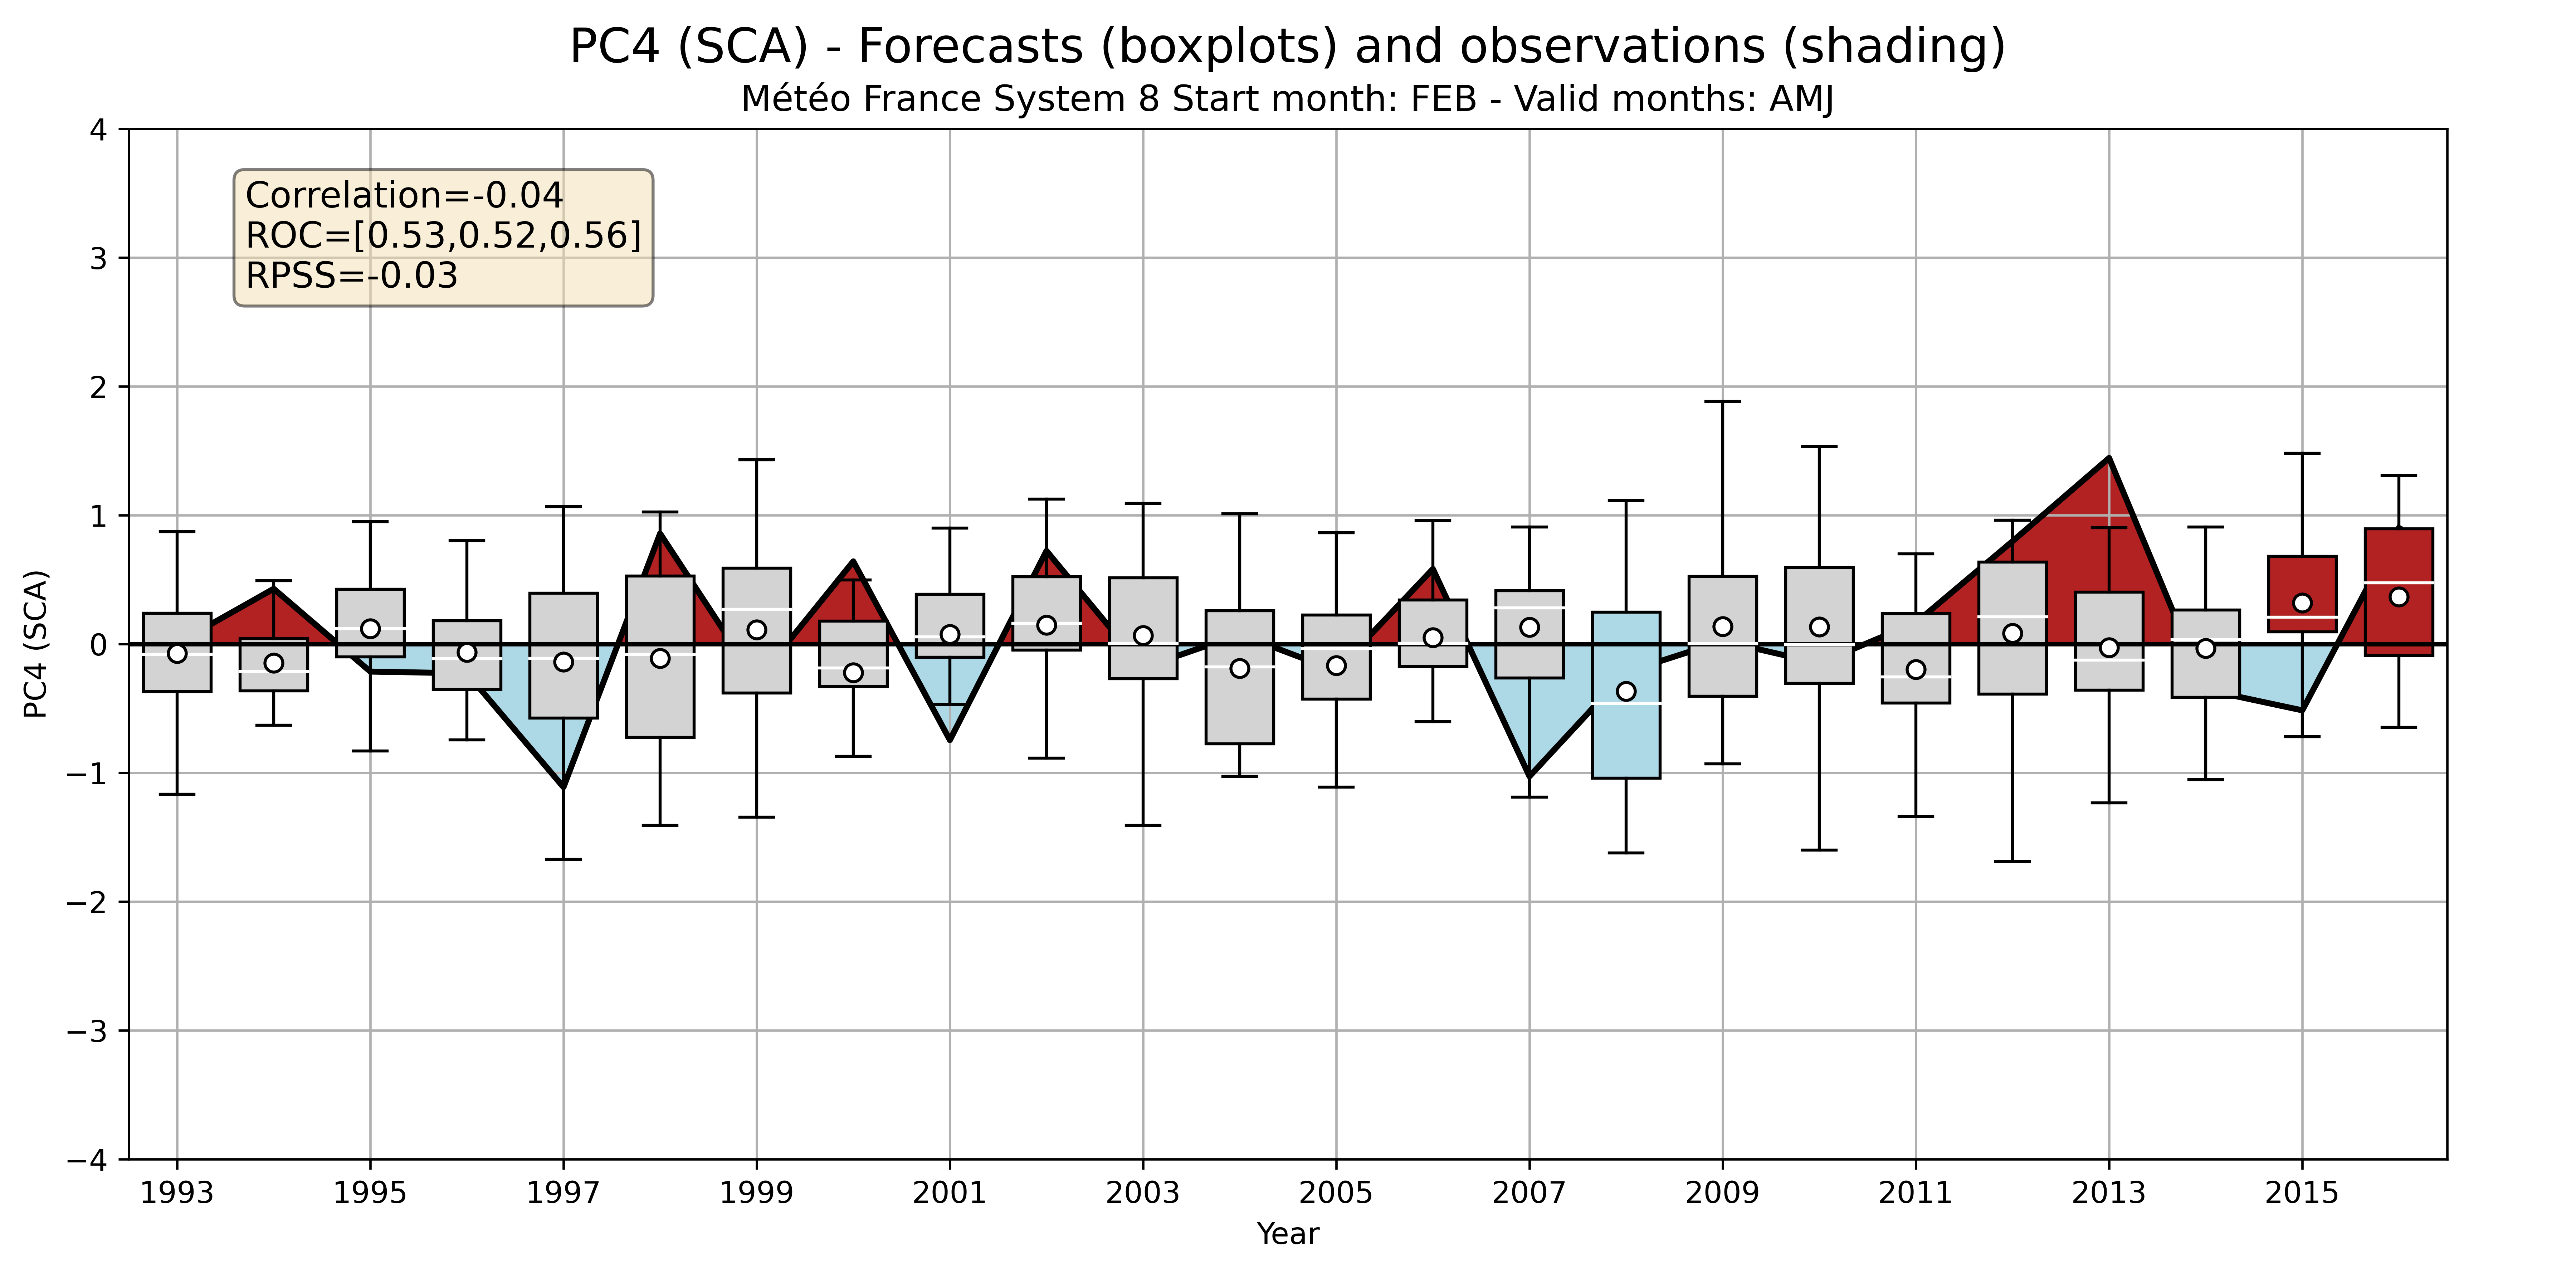 PC4 (SCA) - Forecasts (boxplots) and observations (shading)
Météo France System 8 Start month: FEB - Valid months: AMJ
Correlation=-0.04
ROC=[0.53,0.52,0.56]
RPSS=-0.03
PC4 (SCA)
4
3
2
1
0
−1
−2
−3
−4
1993 1995 1997 1999 2001 2003 2005 2007 2009 2011 2013 2015
Year